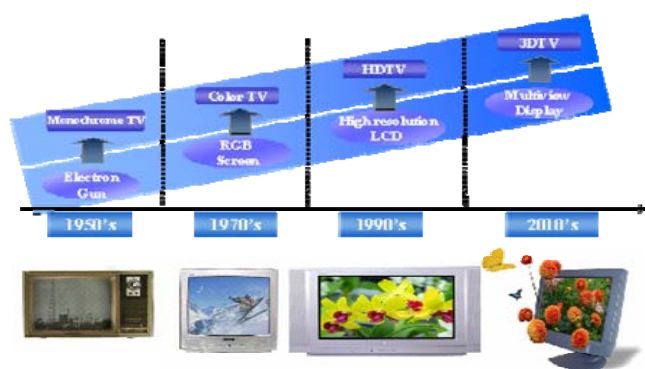 3DTV
HDTV
Color TV
Monochrome TV
Multiview
Display
High resolution
LCD
RGB
Screen
Electron
Gun
1950's
1970's
1990's
2010's